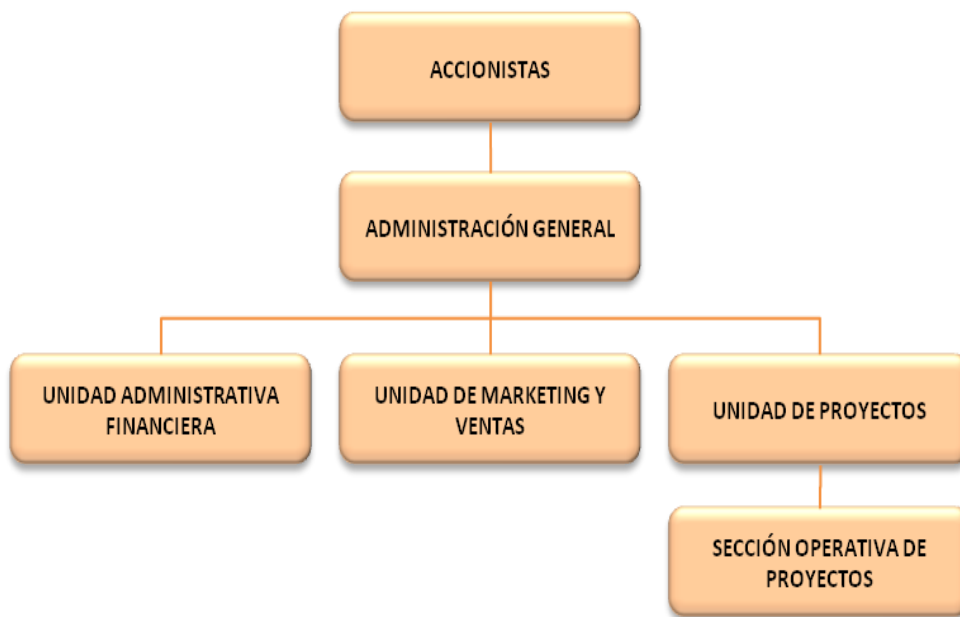 ACCIONISTAS
ADMINISTRACIÓN GENERAL
UNIDAD ADMINISTRATIVA
FINANCIERA
UNIDAD DE MARKETING Y
VENTAS
UNIDAD DE PROYECTOS
SECCIÓN OPERATIVA DE
PROYECTOS